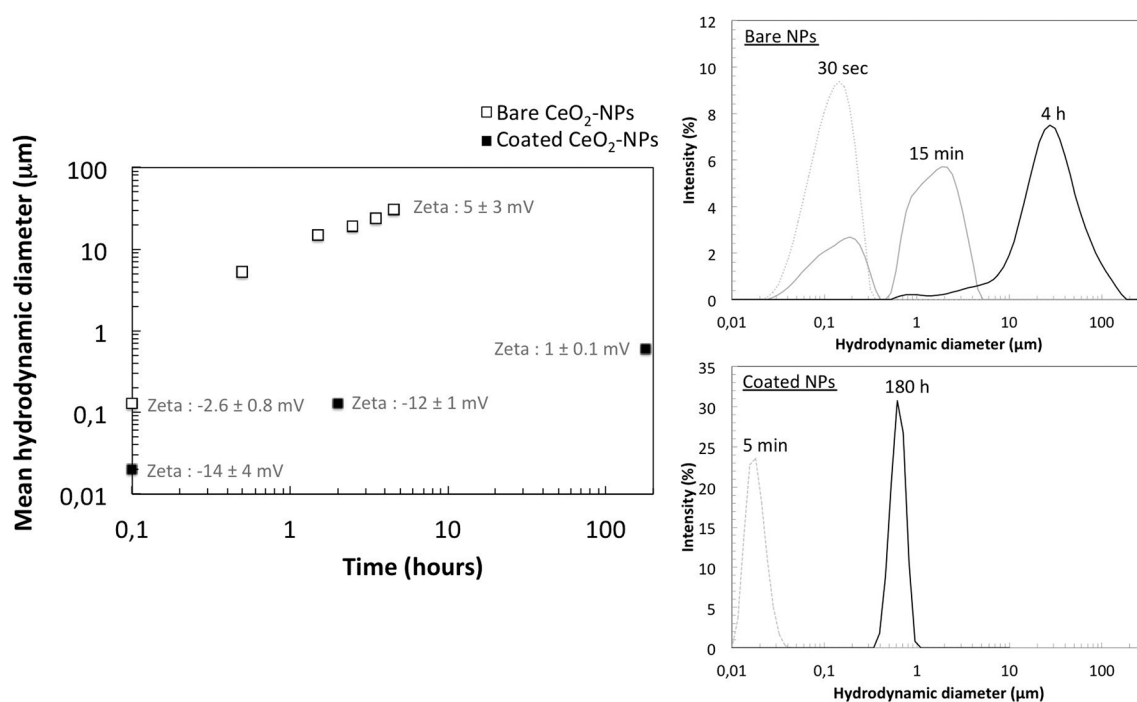 □ Bare CeO₂-NPs
■ Coated CeO₂-NPs
Mean hydrodynamic diameter (μm)
100
10
1
0,1
0,01
Zeta : 5 ± 3 mV
Zeta : 1 ± 0.1 mV
Zeta : -2.6 ± 0.8 mV
Zeta : -12 ± 1 mV
Zeta : -14 ± 4 mV
0,1 1 10 100
Time (hours)
Bare NPs
Intensity (%)
12
10
8
6
4
2
0
30 sec
15 min
4 h
0,01 0,1 1 10 100
Hydrodynamic diameter (μm)
Coated NPs
Intensity (%)
35
30
25
20
15
10
5
0
5 min
180 h
0,01 0,1 1 10 100
Hydrodynamic diameter (μm)